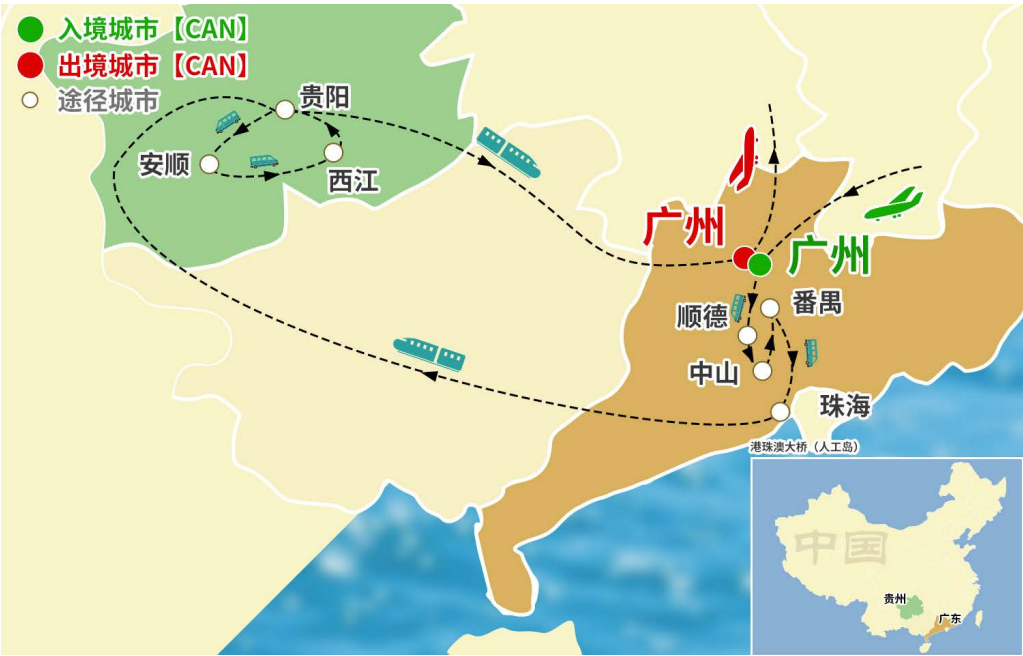 入境城市【CAN】
出境城市【CAN】
途径城市
贵阳
安顺
西江
广州
广州
番禺
顺德
中山
珠海
港珠澳大桥（人工岛）
中国
贵州
广东